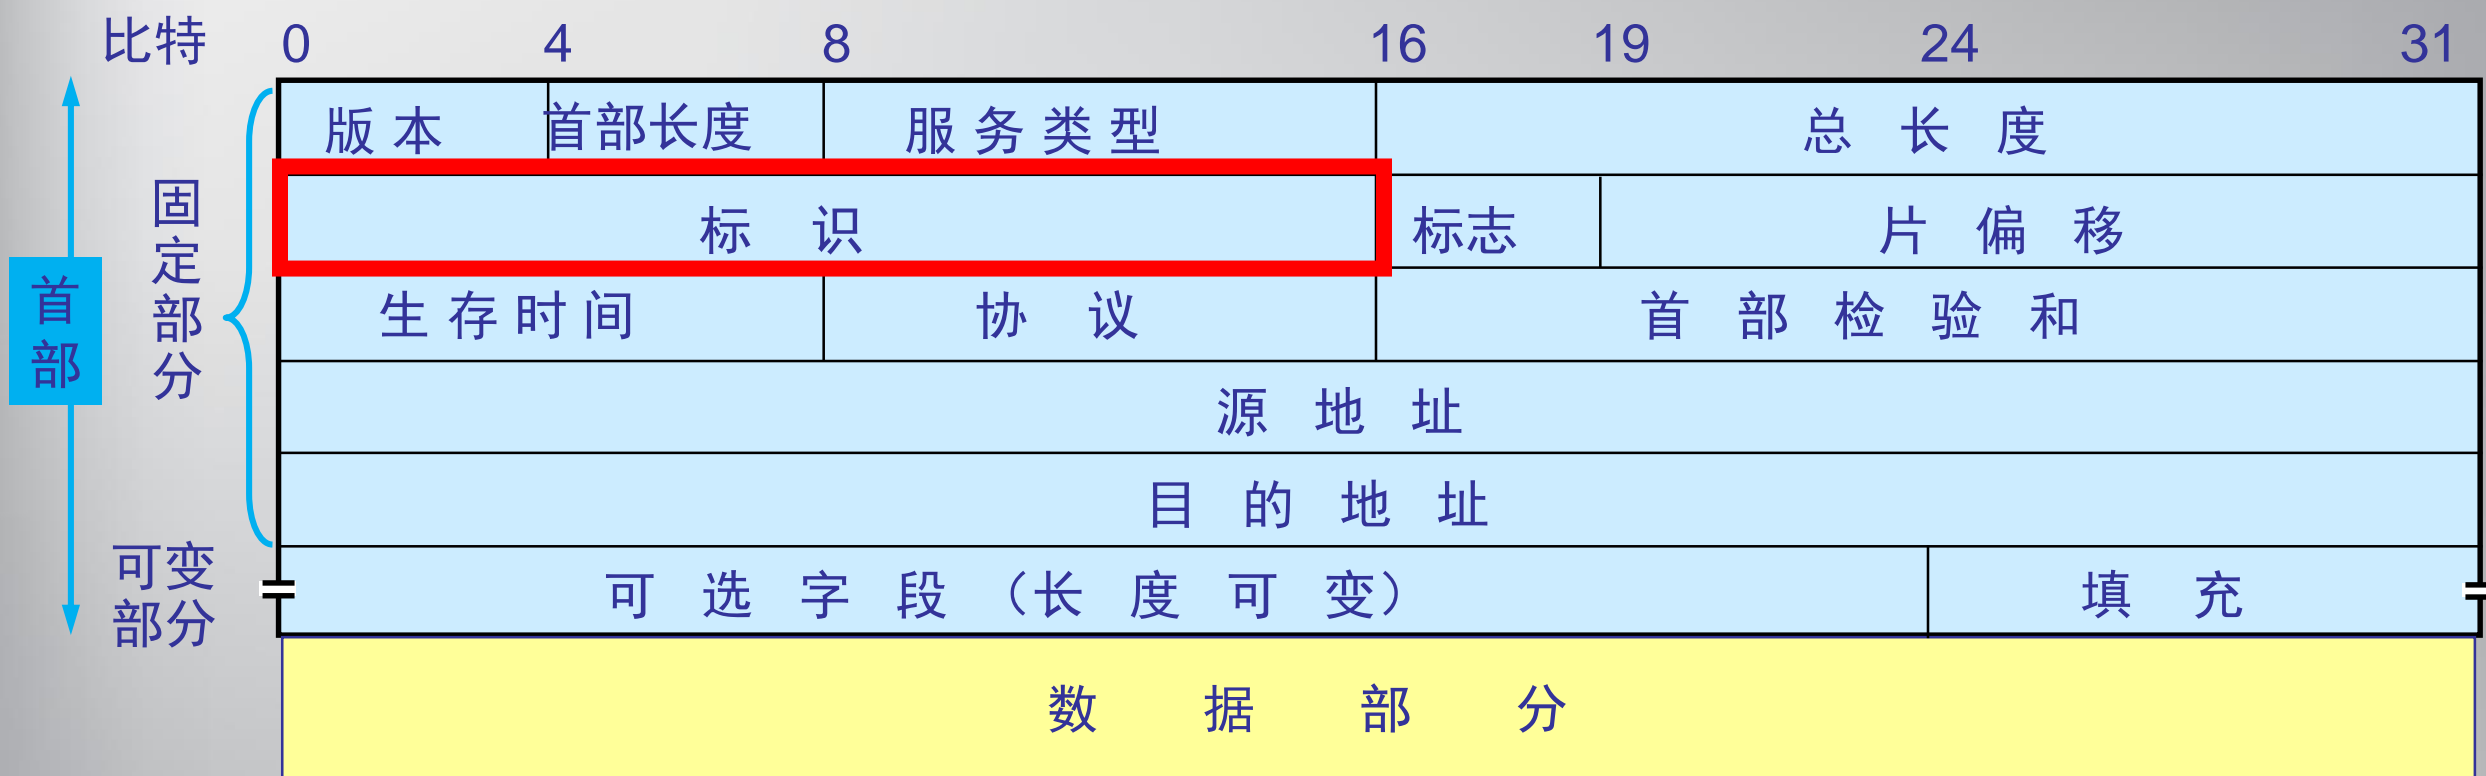 比特 0 4 8 16 19 24 31
版本 首部长度 服务类型 总长度
标识 标志 片偏移
生存时间 协议 首部检验和
源地址
目的地址
可选字段（长度可变） 填充
数据部分
首部
固定部分
可变
部分